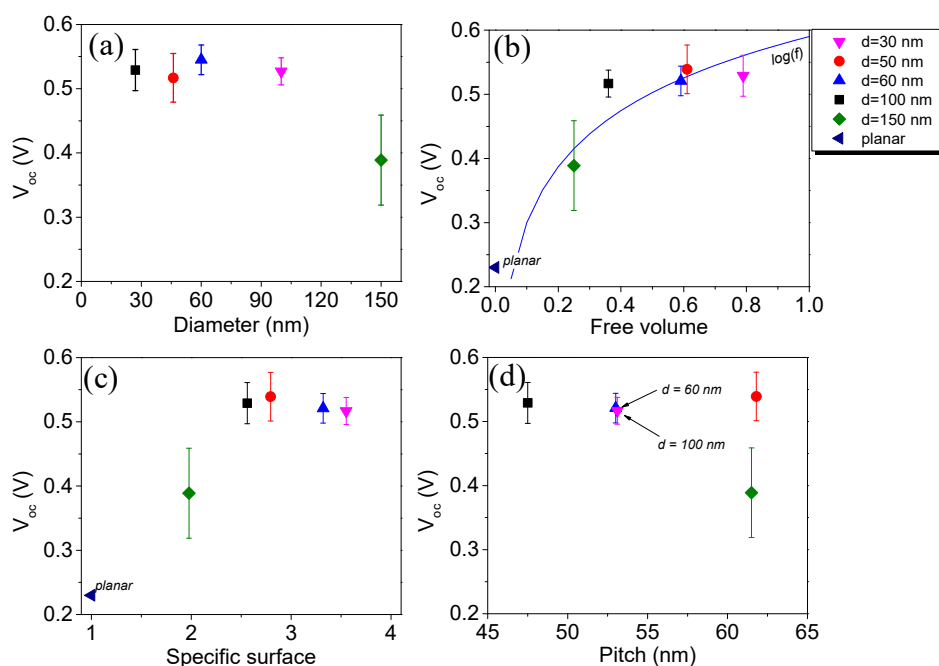 (a)
0.6
0.5
0.4
0.3
0.2
V_oc (V)
0 30 60 90 120 150
Diameter (nm)
(b)
0.6
0.5
0.4
0.3
0.2
V_oc (V)
log(f)
planar
0.0 0.2 0.4 0.6 0.8 1.0
Free volume
d=30 nm
d=50 nm
d=60 nm
d=100 nm
d=150 nm
planar
(c)
0.6
0.5
0.4
0.3
0.2
V_oc (V)
planar
1 2 3 4
Specific surface
(d)
0.6
0.5
0.4
0.3
0.2
V_oc (V)
d = 60 nm
d = 100 nm
45 50 55 60 65
Pitch (nm)